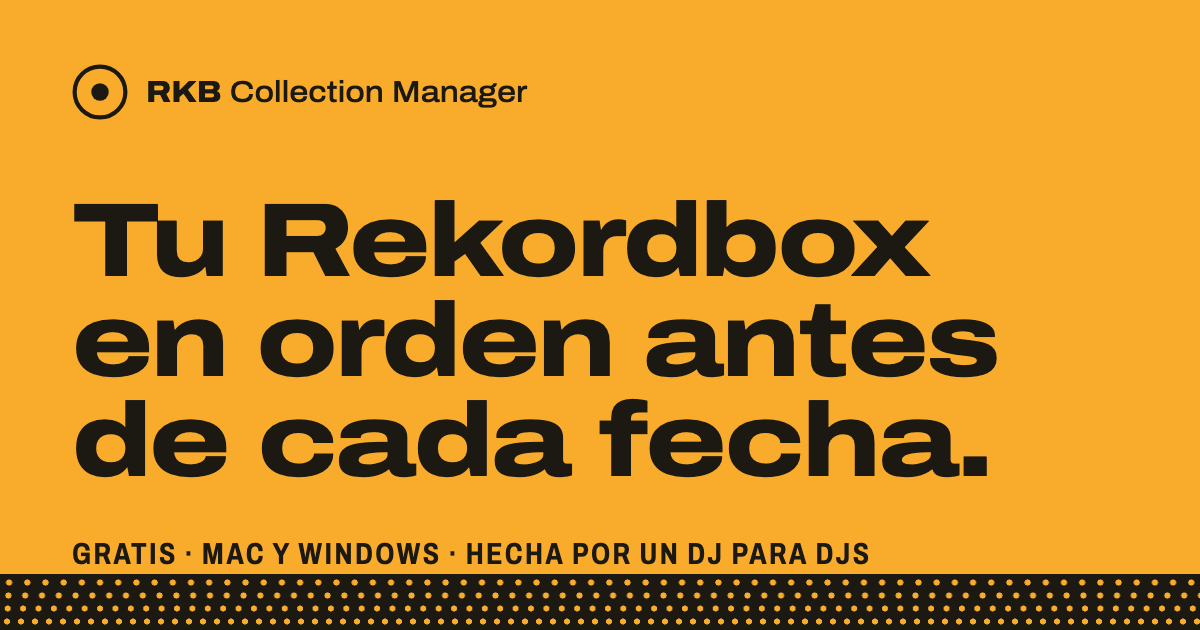 RKB Collection Manager
Tu Rekordbox
en orden antes
de cada fecha.
GRATIS · MAC Y WINDOWS · HECHA POR UN DJ PARA DJS